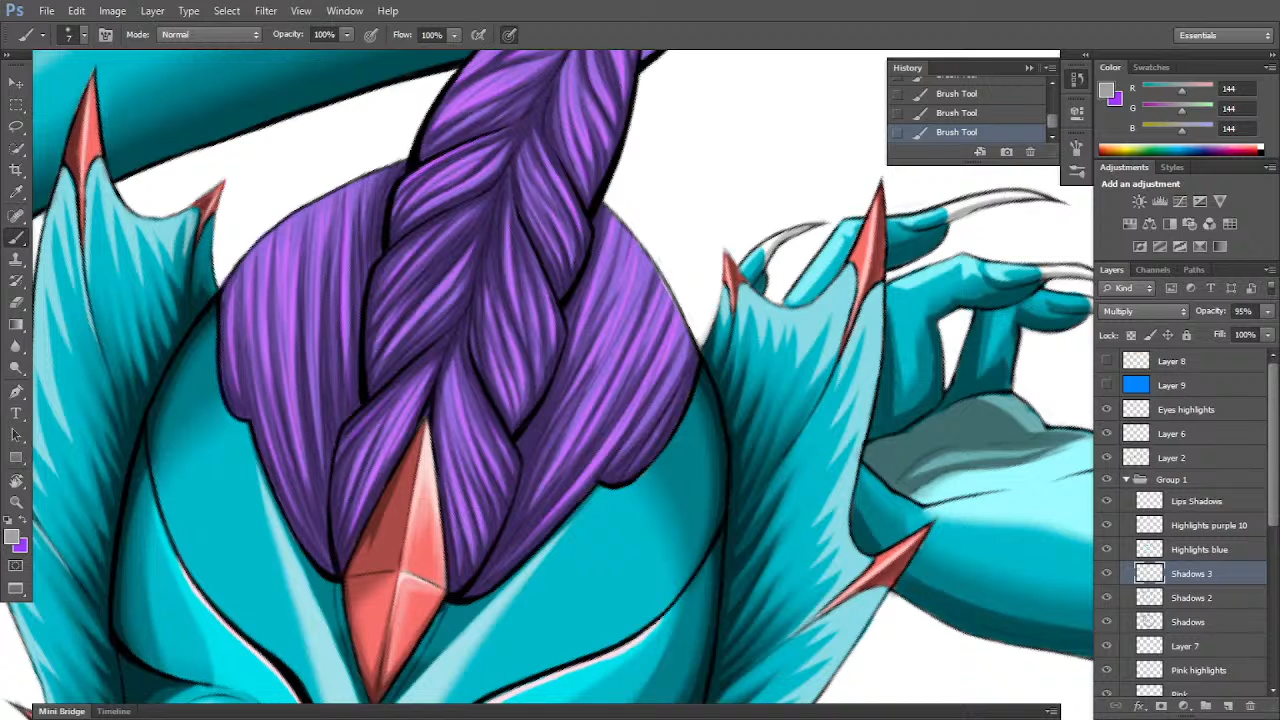 Ps File Edit Image Layer Type Select Filter View Window Help
7 Mode: Normal Opacity: 100% Flow: 100% Essentials
History
Brush Tool
Brush Tool
Brush Tool
Color Swatches
R 144
G 144
B 144
Adjustments Styles
Add an adjustment
Layers Channels Paths
Kind
Multiply Opacity: 95%
Lock: Fill: 100%
Layer 8
Layer 9
Eyes highlights
Layer 6
Layer 2
Group 1
Lips Shadows
Highlights purple 10
Highlights blue
Shadows 3
Shadows 2
Shadows
Layer 7
Pink highlights
Pink
Mini Bridge Timeline